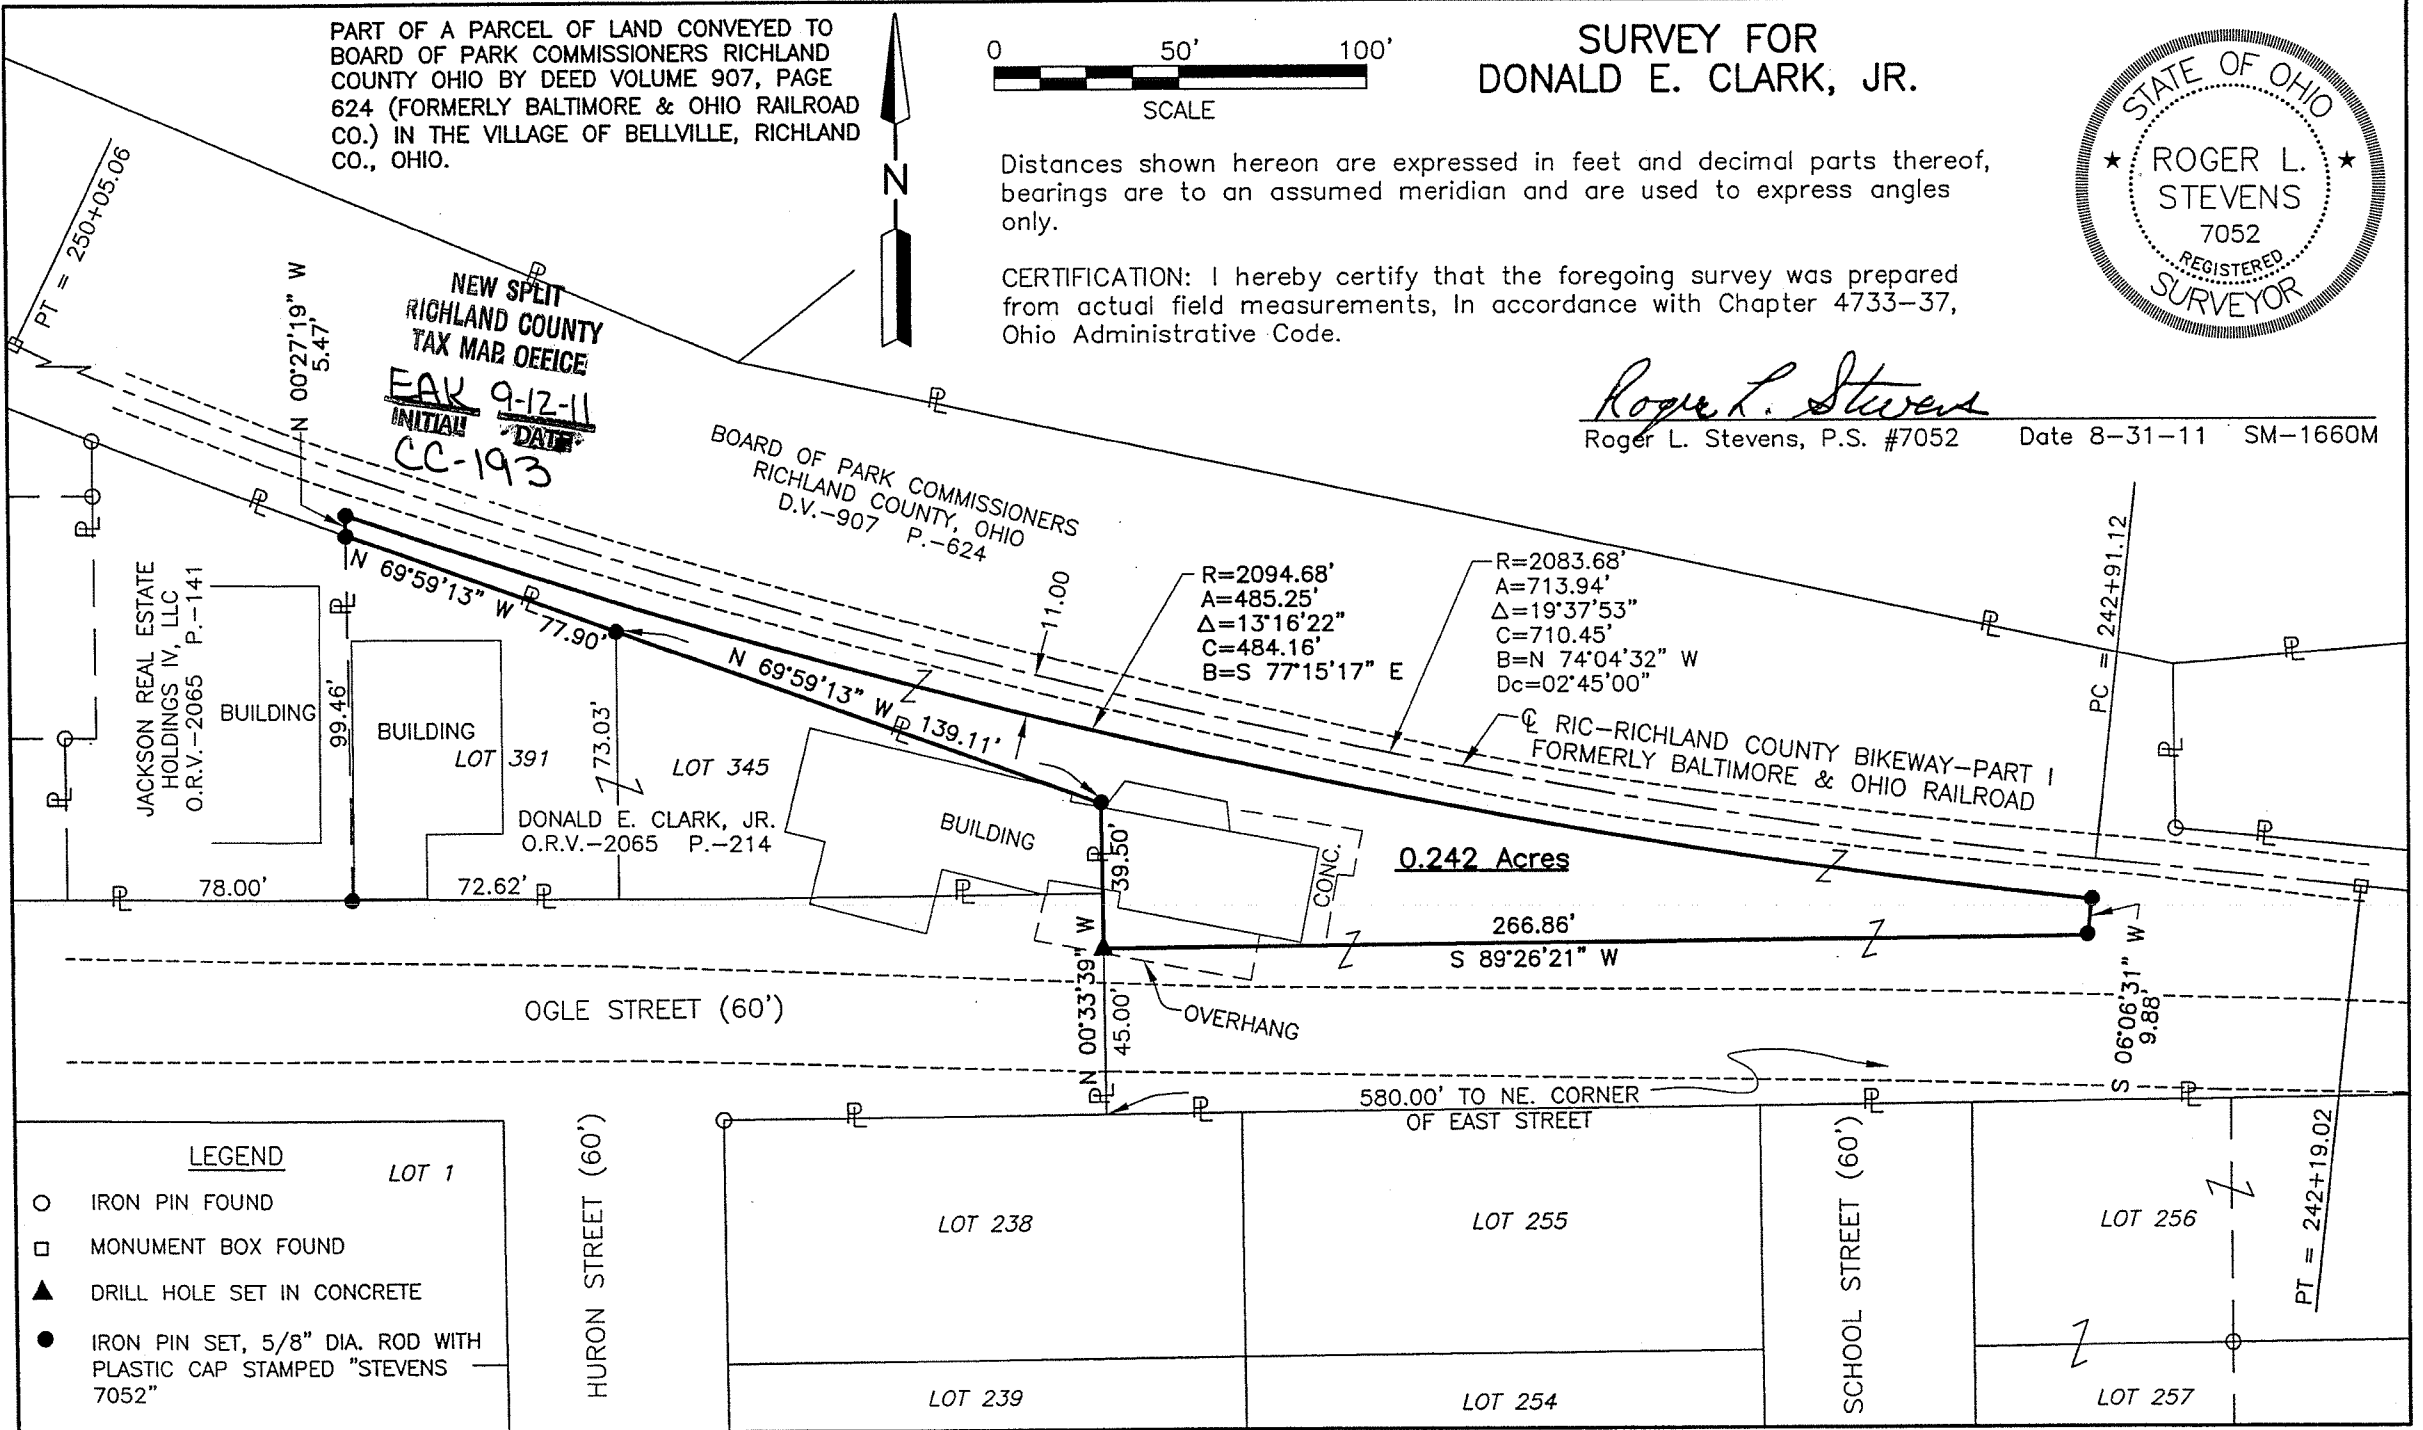 PART OF A PARCEL OF LAND CONVEYED TO
BOARD OF PARK COMMISSIONERS RICHLAND
COUNTY OHIO BY DEED VOLUME 907, PAGE
624 (FORMERLY BALTIMORE & OHIO RAILROAD
CO.) IN THE VILLAGE OF BELLVILLE, RICHLAND
CO., OHIO.
N
0 50' 100'
SCALE
SURVEY FOR
DONALD E. CLARK, JR.
Distances shown hereon are expressed in feet and decimal parts thereof,
bearings are to an assumed meridian and are used to express angles
only.
CERTIFICATION: I hereby certify that the foregoing survey was prepared
from actual field measurements, In accordance with Chapter 4733-37,
Ohio Administrative Code.
STATE OF OHIO
★ ROGER L. ★
STEVENS
7052
REGISTERED
SURVEYOR
Roger L. Stevens
Roger L. Stevens, P.S. #7052 Date 8-31-11 SM-1660M
PT = 250+05.06
N 00°27'19" W
5.47'
NEW SPLIT
RICHLAND COUNTY
TAX MAP OFFICE
EAK 9-12-11
INITIAL DATE
CC-193
BOARD OF PARK COMMISSIONERS
RICHLAND COUNTY, OHIO
D.V.-907 P.-624
11.00
R=2094.68'
A=485.25'
Δ=13°16'22"
C=484.16'
B=S 77°15'17" E
R=2083.68'
A=713.94'
Δ=19°37'53"
C=710.45'
B=N 74°04'32" W
Dc=02°45'00"
PC = 242+91.12
℄ RIC-RICHLAND COUNTY BIKEWAY-PART I
FORMERLY BALTIMORE & OHIO RAILROAD
N 69°59'13" W 77.90'
N 69°59'13" W 139.11'
JACKSON REAL ESTATE
HOLDINGS IV, LLC
O.R.V.-2065 P.-141
BUILDING
99.46'
BUILDING
LOT 391
73.03'
LOT 345
DONALD E. CLARK, JR.
O.R.V.-2065 P.-214
BUILDING
39.50'
CONC.
0.242 Acres
78.00'
72.62'
266.86'
S 89°26'21" W
N 00°33'39" W
45.00'
OVERHANG
S 06°06'31" W
9.88'
OGLE STREET (60')
580.00' TO NE. CORNER
OF EAST STREET
PT = 242+19.02
LEGEND
LOT 1
IRON PIN FOUND
MONUMENT BOX FOUND
DRILL HOLE SET IN CONCRETE
IRON PIN SET, 5/8" DIA. ROD WITH
PLASTIC CAP STAMPED "STEVENS
7052"
HURON STREET (60')
LOT 238
LOT 255
SCHOOL STREET (60')
LOT 256
LOT 239
LOT 254
LOT 257